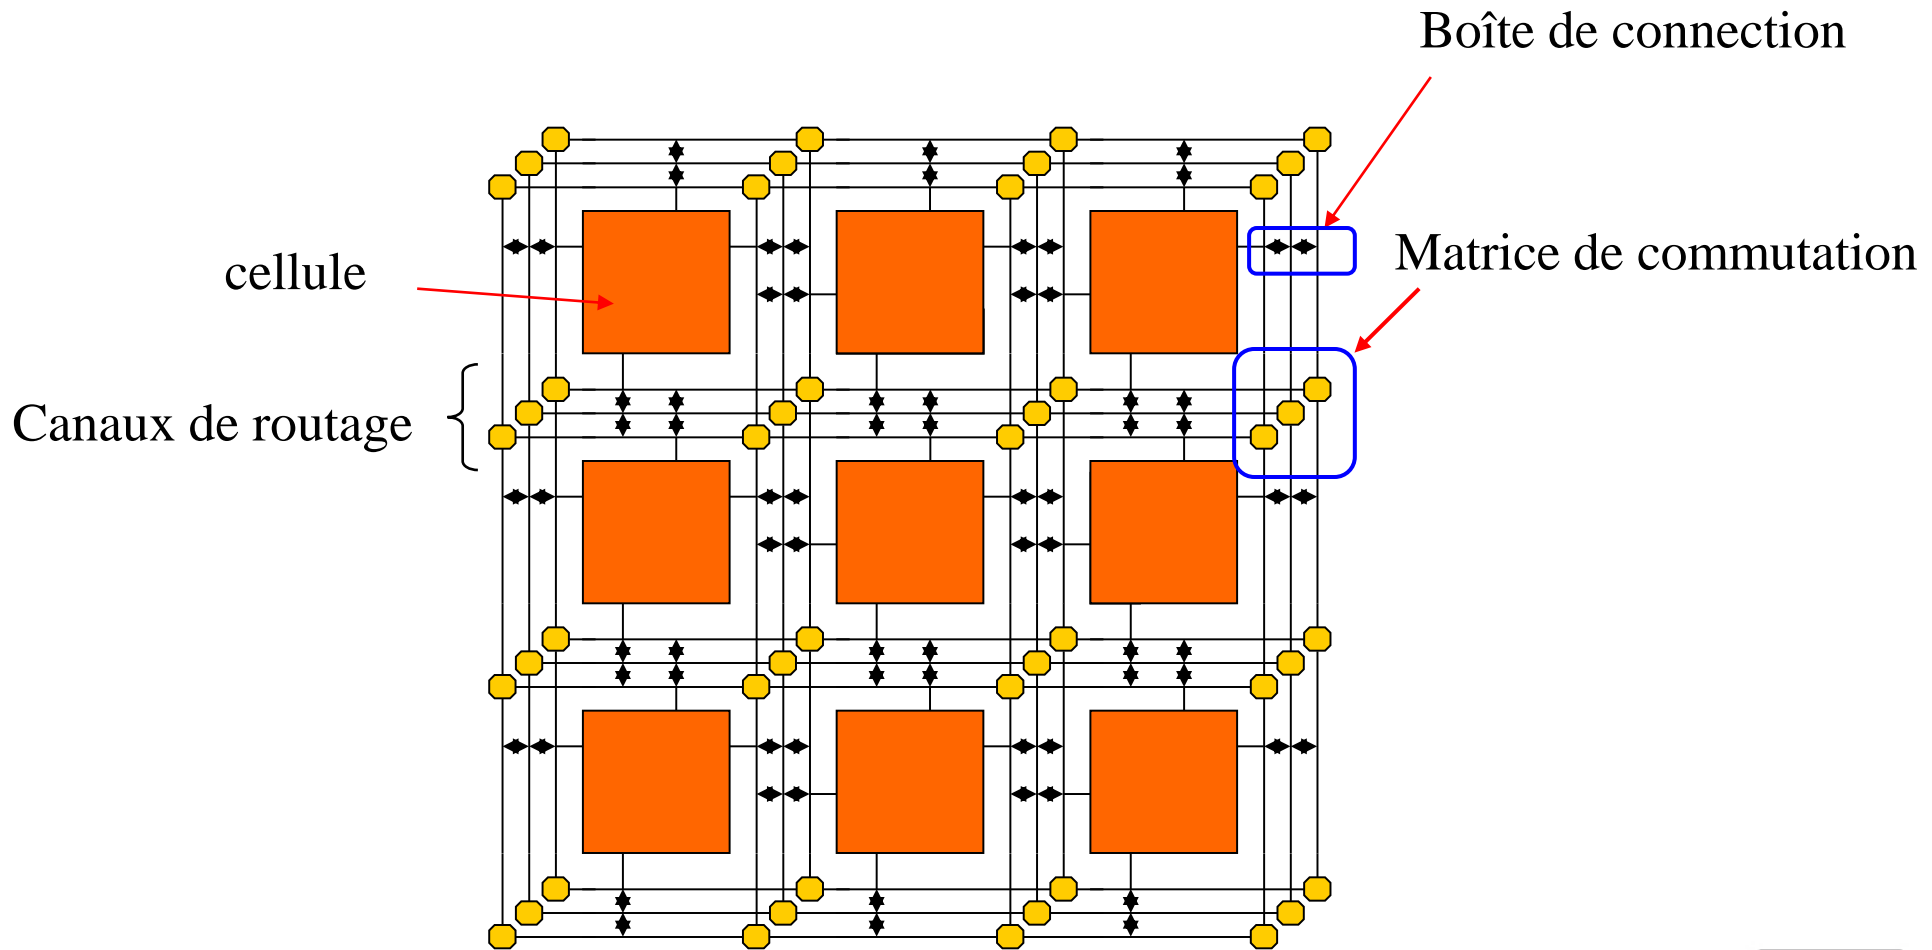 Boîte de connection
Matrice de commutation
cellule
Canaux de routage